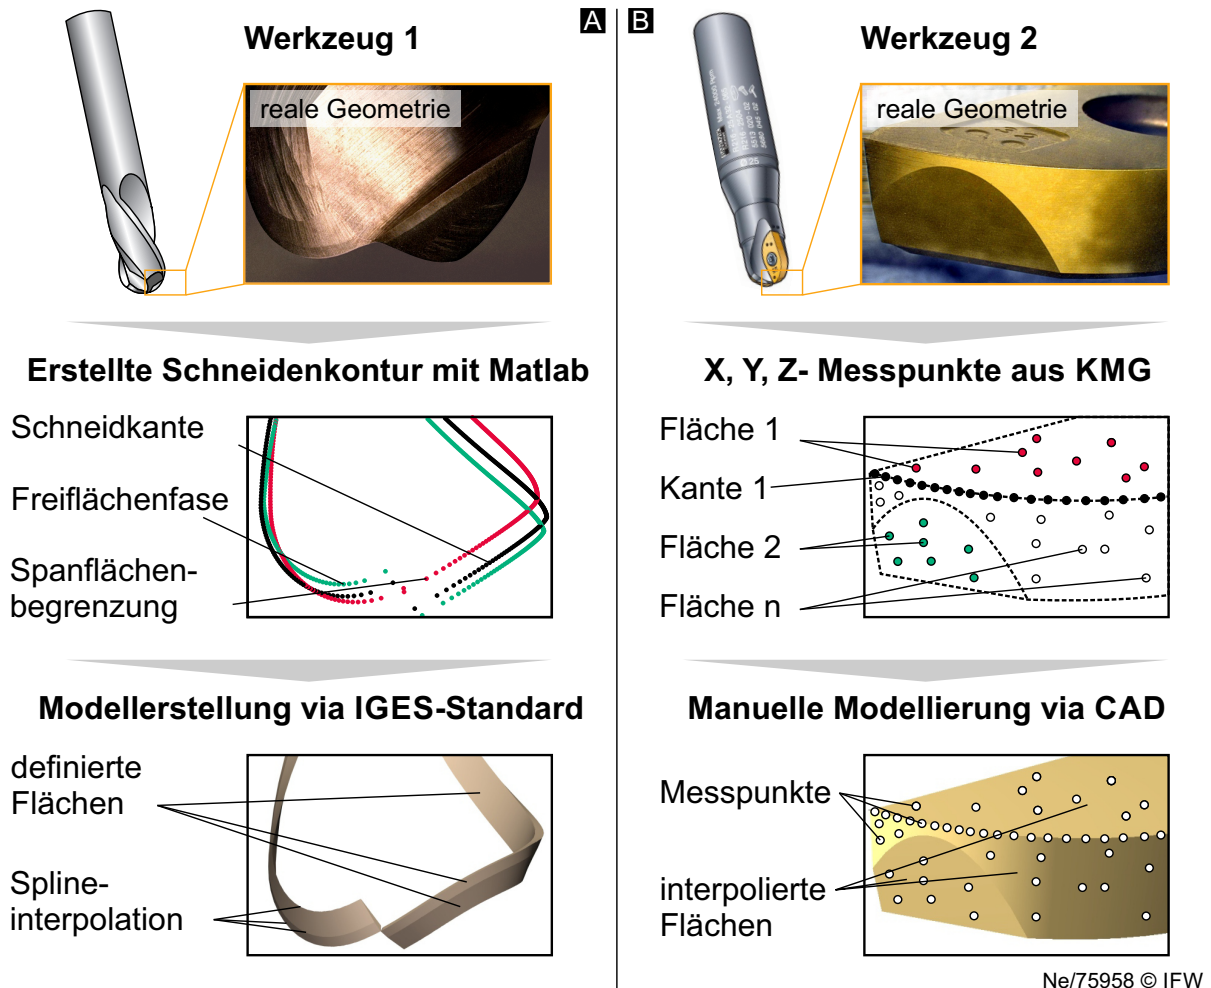 A
Werkzeug 1
reale Geometrie
Erstellte Schneidenkontur mit Matlab
Schneidkante
Freiflächenfase
Spanflächen-
begrenzung
Modellerstellung via IGES-Standard
definierte
Flächen
Spline-
interpolation
B
Werkzeug 2
reale Geometrie
Ø 25
X, Y, Z- Messpunkte aus KMG
Fläche 1
Kante 1
Fläche 2
Fläche n
Manuelle Modellierung via CAD
Messpunkte
interpolierte
Flächen
Ne/75958 © IFW